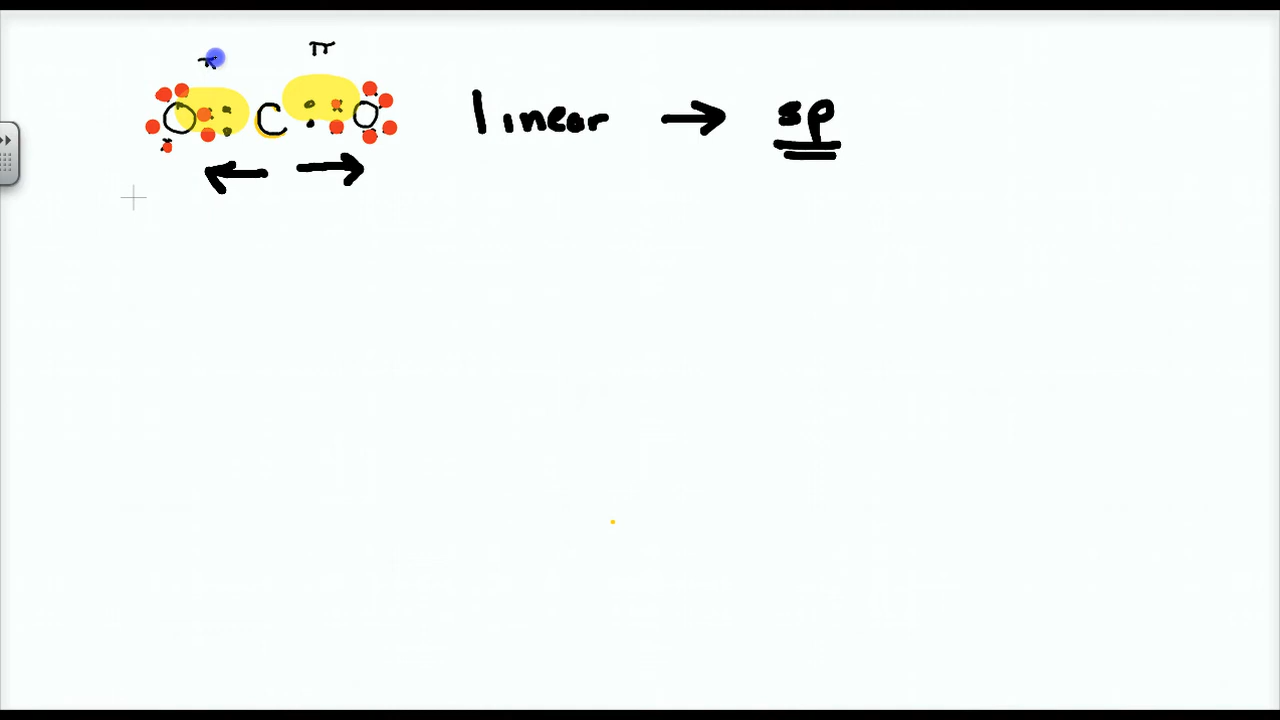 π π
O C O linear → sp